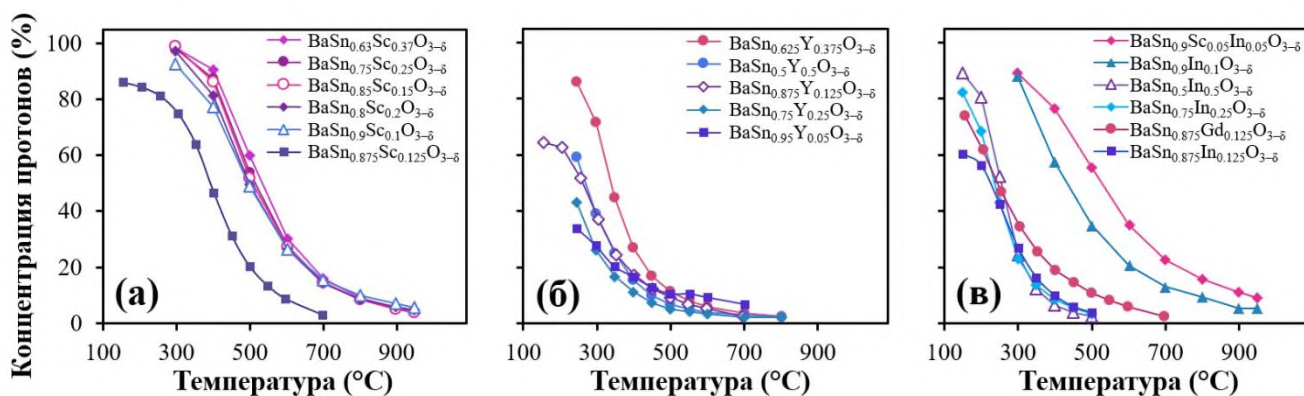 Концентрация протонов (%)
100
80
60
40
20
0
BaSn0.63Sc0.37O3–δ
BaSn0.75Sc0.25O3–δ
BaSn0.85Sc0.15O3–δ
BaSn0.8Sc0.2O3–δ
BaSn0.9Sc0.1O3–δ
BaSn0.875Sc0.125O3–δ
(а)
100 300 500 700 900
Температура (°C)
BaSn0.625Y0.375O3–δ
BaSn0.5Y0.5O3–δ
BaSn0.875Y0.125O3–δ
BaSn0.75Y0.25O3–δ
BaSn0.95Y0.05O3–δ
(б)
100 300 500 700 900
Температура (°C)
BaSn0.9Sc0.05In0.05O3–δ
BaSn0.9In0.1O3–δ
BaSn0.5In0.5O3–δ
BaSn0.75In0.25O3–δ
BaSn0.875Gd0.125O3–δ
BaSn0.875In0.125O3–δ
(в)
100 300 500 700 900
Температура (°C)